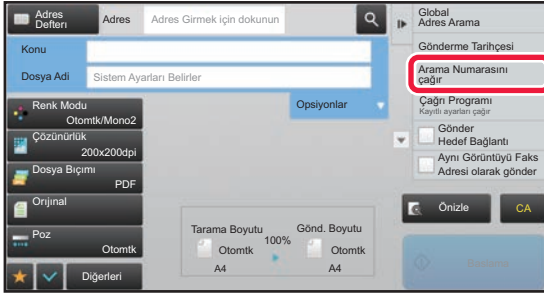 Adres
Defteri
Adres
Adres Girmek için dokunun
Konu
Dosya Adi
Sistem Ayarları Belirler
Opsiyonlar
Renk Modu
Otomtk/Mono2
Çözünürlük
200x200dpi
Dosya Bıçımı
PDF
Orıjınal
Poz
Otomtk
Diğerleri
Tarama Boyutu
Otomtk
A4
100%
Gönd. Boyutu
Otomtk
A4
Global
Adres Arama
Gönderme Tarihçesi
Arama Numarasını
çağır
Çağrı Programı
Kayıtlı ayarları çağır
Gönder
Hedef Bağlantı
Aynı Görüntüyü Faks
Adresi olarak gönder
Önizle
CA